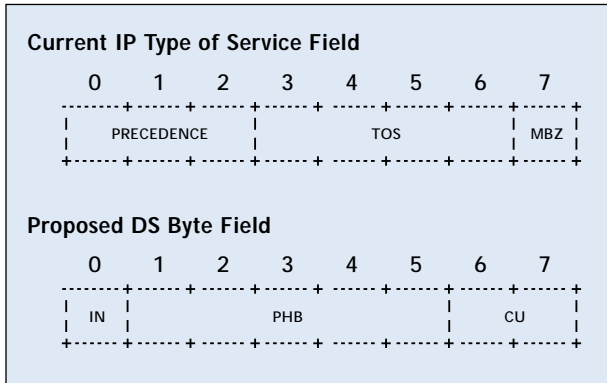 Current IP Type of Service Field
0 1 2 3 4 5 6 7
PRECEDENCE TOS MBZ
Proposed DS Byte Field
0 1 2 3 4 5 6 7
IN PHB CU